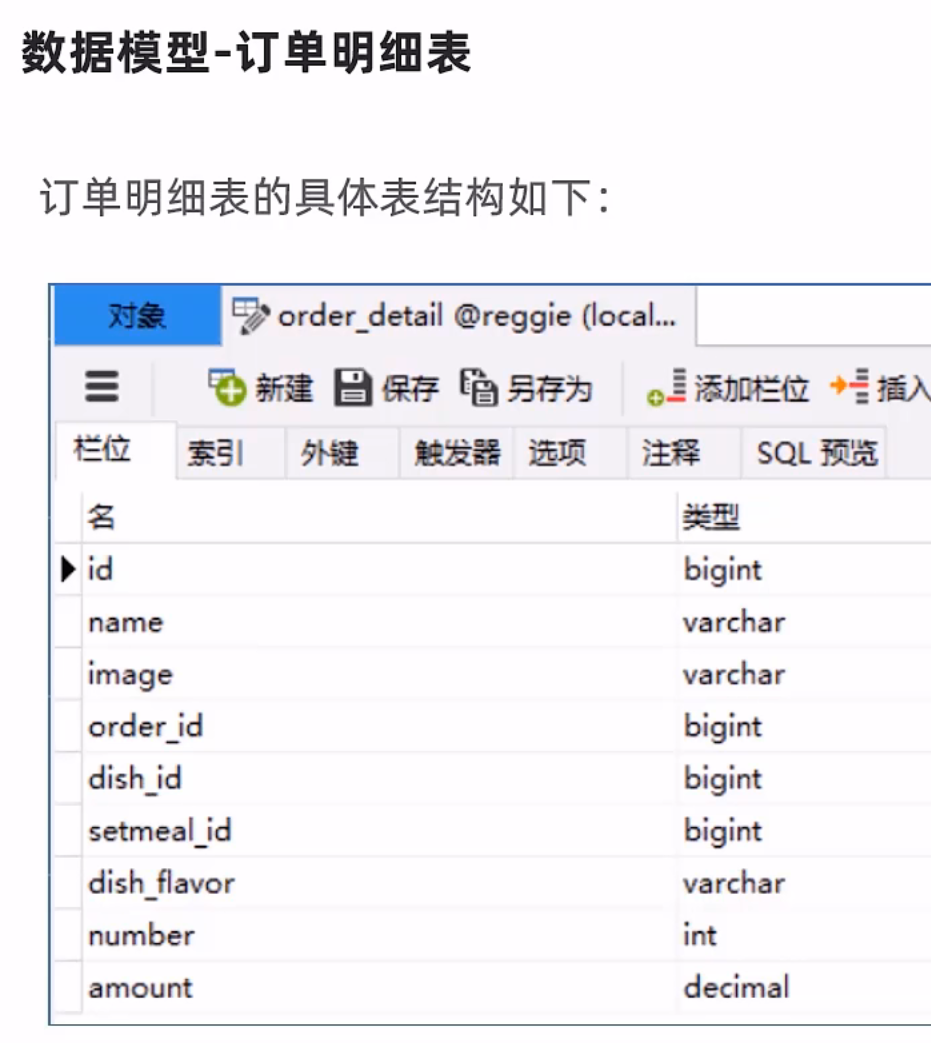 数据模型-订单明细表
订单明细表的具体表结构如下：
对象 order_detail @reggie (local...
新建 保存 另存为 添加栏位 插入
栏位 索引 外键 触发器 选项 注释 SQL 预览
名 类型
id bigint
name varchar
image varchar
order_id bigint
dish_id bigint
setmeal_id bigint
dish_flavor varchar
number int
amount decimal